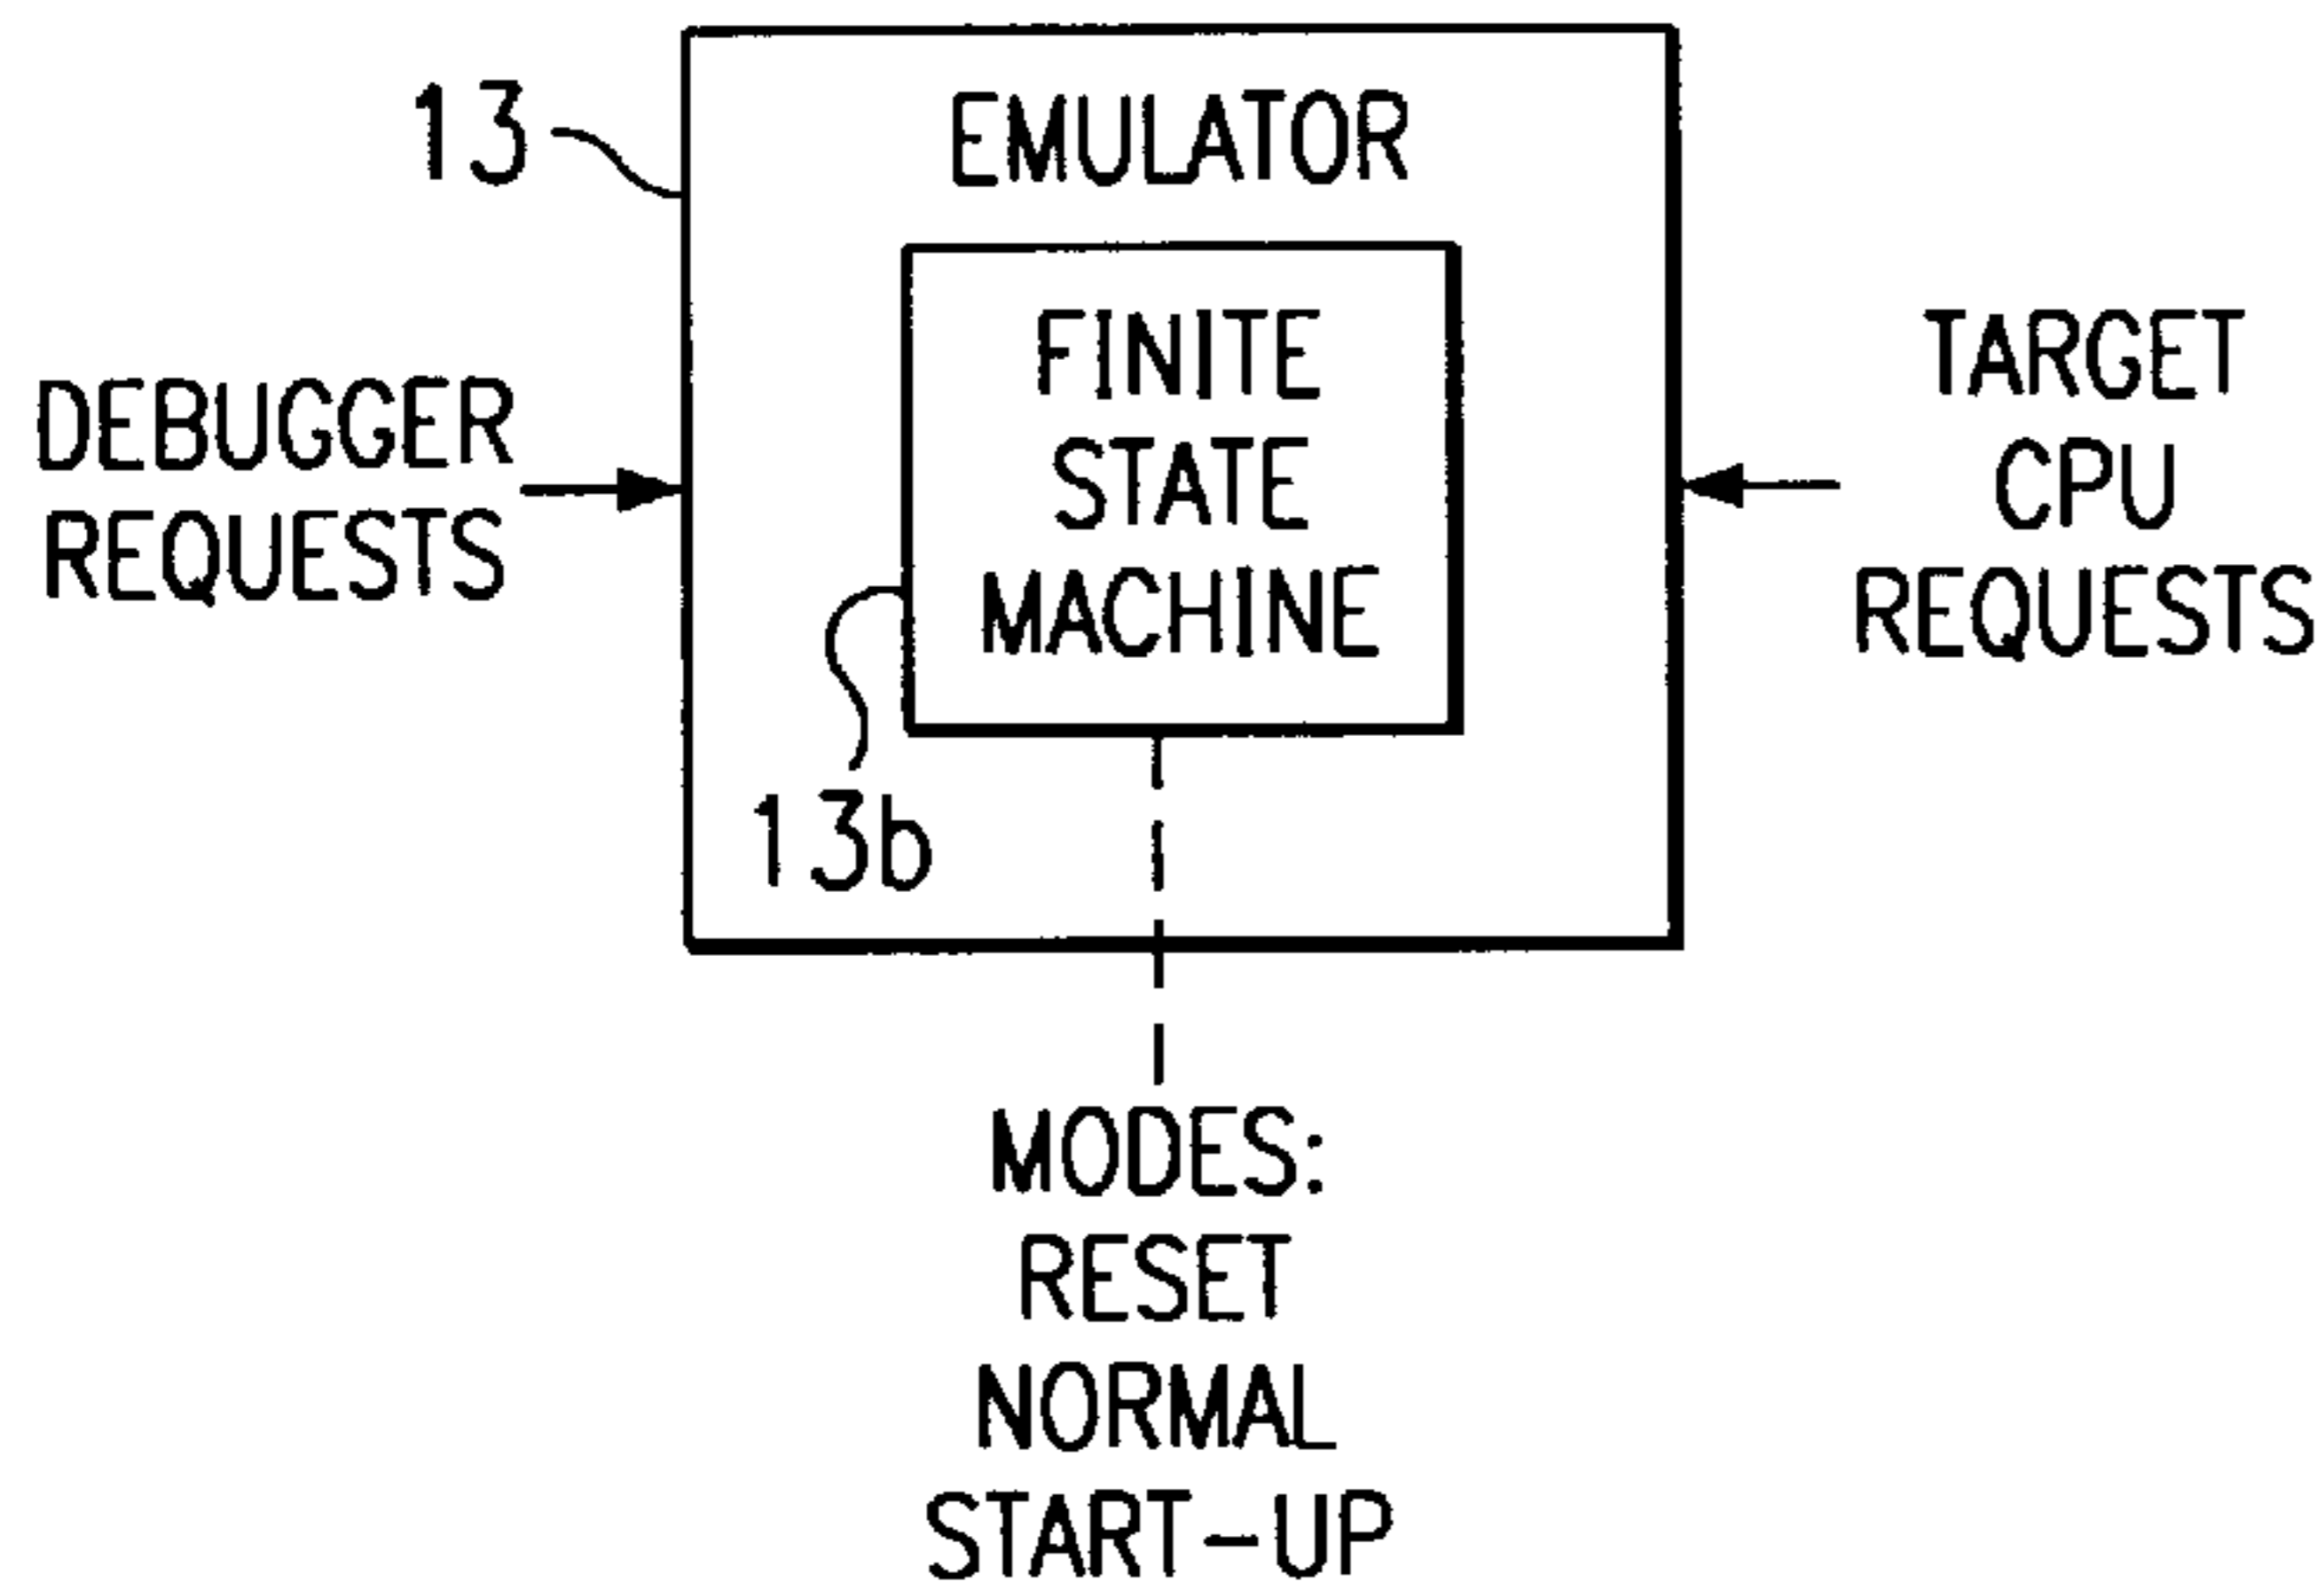 13
EMULATOR
FINITE
STATE
MACHINE
13b
DEBUGGER
REQUESTS
TARGET
CPU
REQUESTS
MODES:
RESET
NORMAL
START-UP